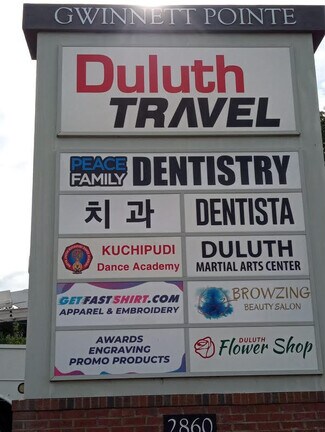 GWINNETT POINTE
Duluth
TRAVEL
PEACE
FAMILY
DENTISTRY
치과
DENTISTA
KUCHIPUDI
Dance Academy
DULUTH
MARTIAL ARTS CENTER
GETFASTSHIRT.COM
APPAREL & EMBROIDERY
BROWZING
BEAUTY SALON
AWARDS
ENGRAVING
PROMO PRODUCTS
DULUTH
Flower Shop
2860